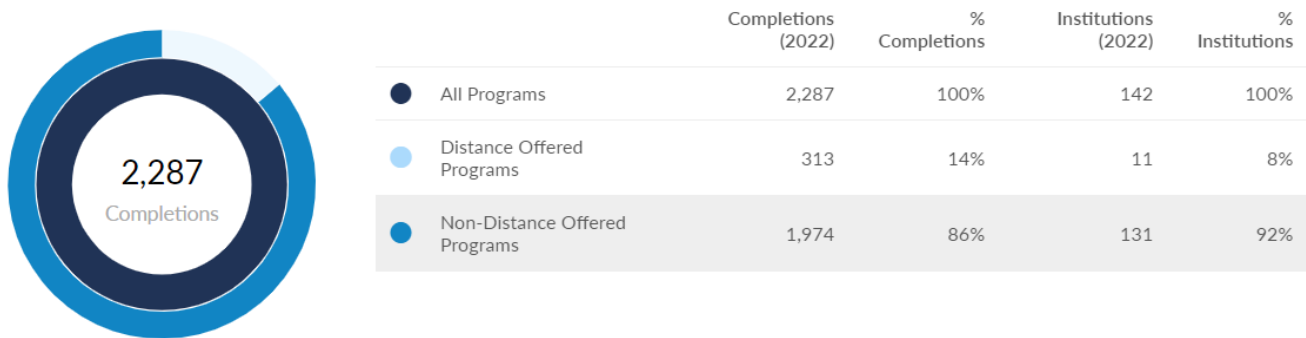 2,287
Completions
Completions (2022) % Completions Institutions (2022) % Institutions
All Programs 2,287 100% 142 100%
Distance Offered Programs 313 14% 11 8%
Non-Distance Offered Programs 1,974 86% 131 92%